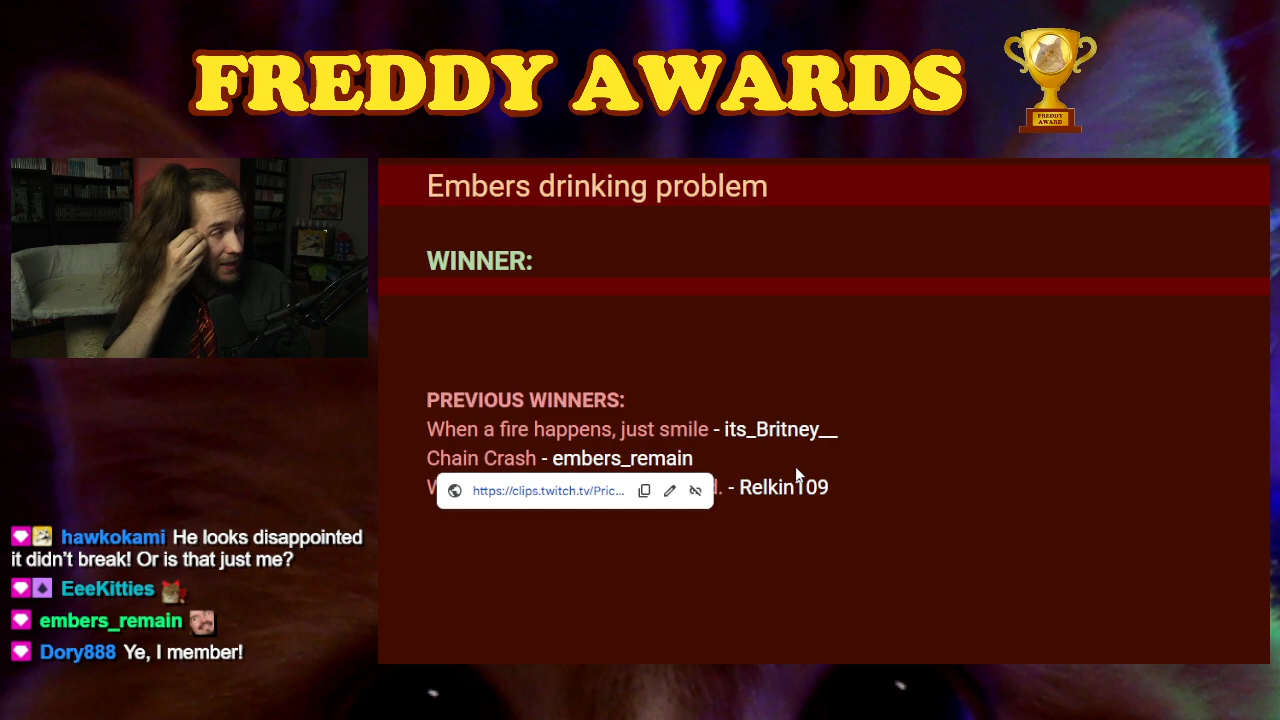 FREDDY AWARDS
FREDDY
AWARD
Embers drinking problem
WINNER:
PREVIOUS WINNERS:
When a fire happens, just smile - its_Britney__
Chain Crash - embers_remain
- Relkin109
https://clips.twitch.tv/Pric...
hawkokami He looks disappointed
it didn't break! Or is that just me?
EeeKitties
embers_remain
Dory888 Ye, I member!